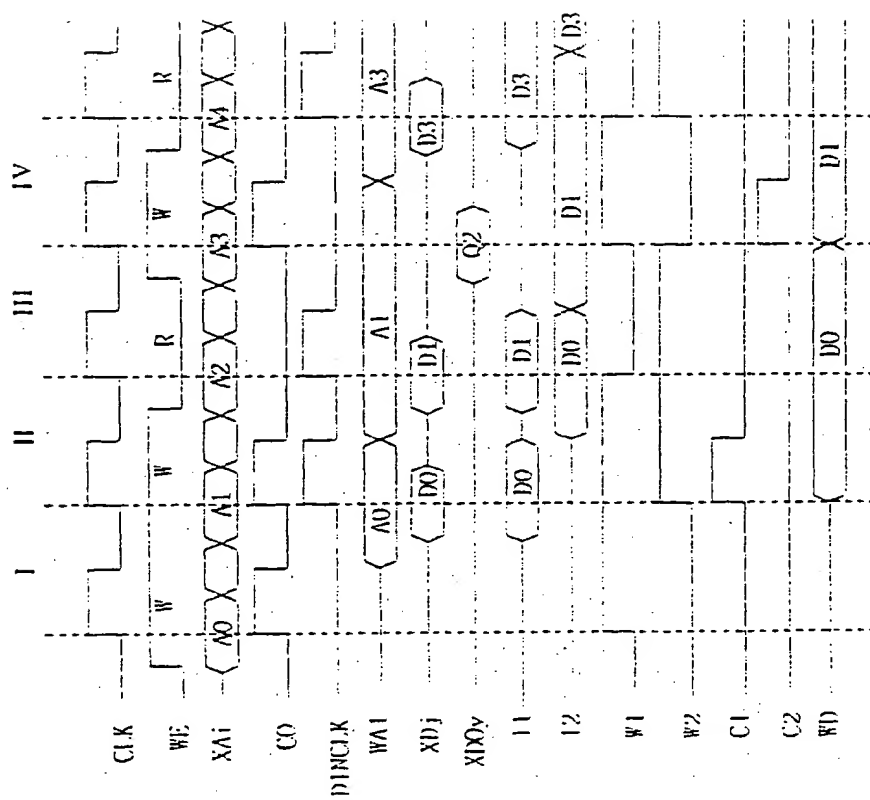 I II III IV
CLK
WE W W R W R
XAi A0 A1 A2 A3 A4
C0
DINCLK
WA1 A0 A1 A3
XDj D0 D1 D3
XDOy Q2
I1 D0 D1 D3
I2 D0 D1 D3
W1
W2
C1
C2
WD D0 D1